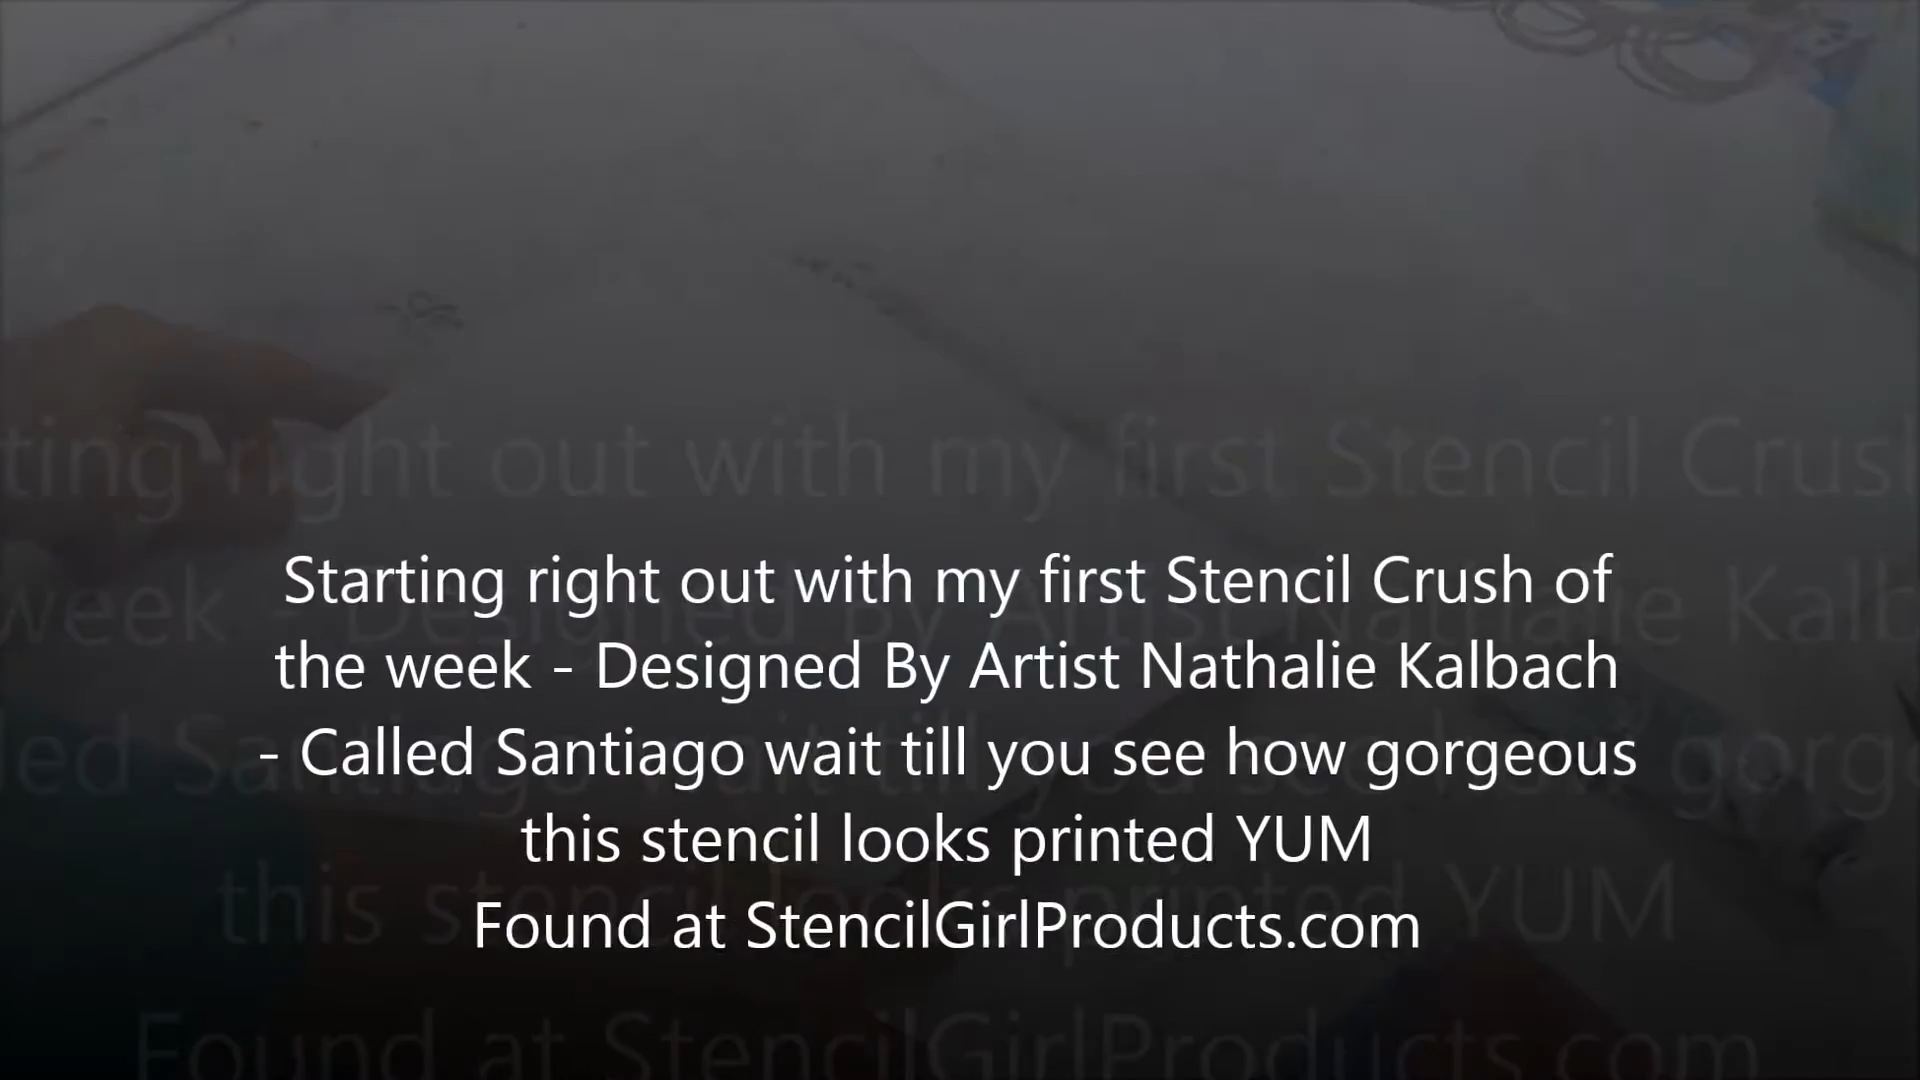 Starting right out with my first Stencil Crush of
the week - Designed By Artist Nathalie Kalbach
- Called Santiago wait till you see how gorgeous
this stencil looks printed YUM
Found at StencilGirlProducts.com